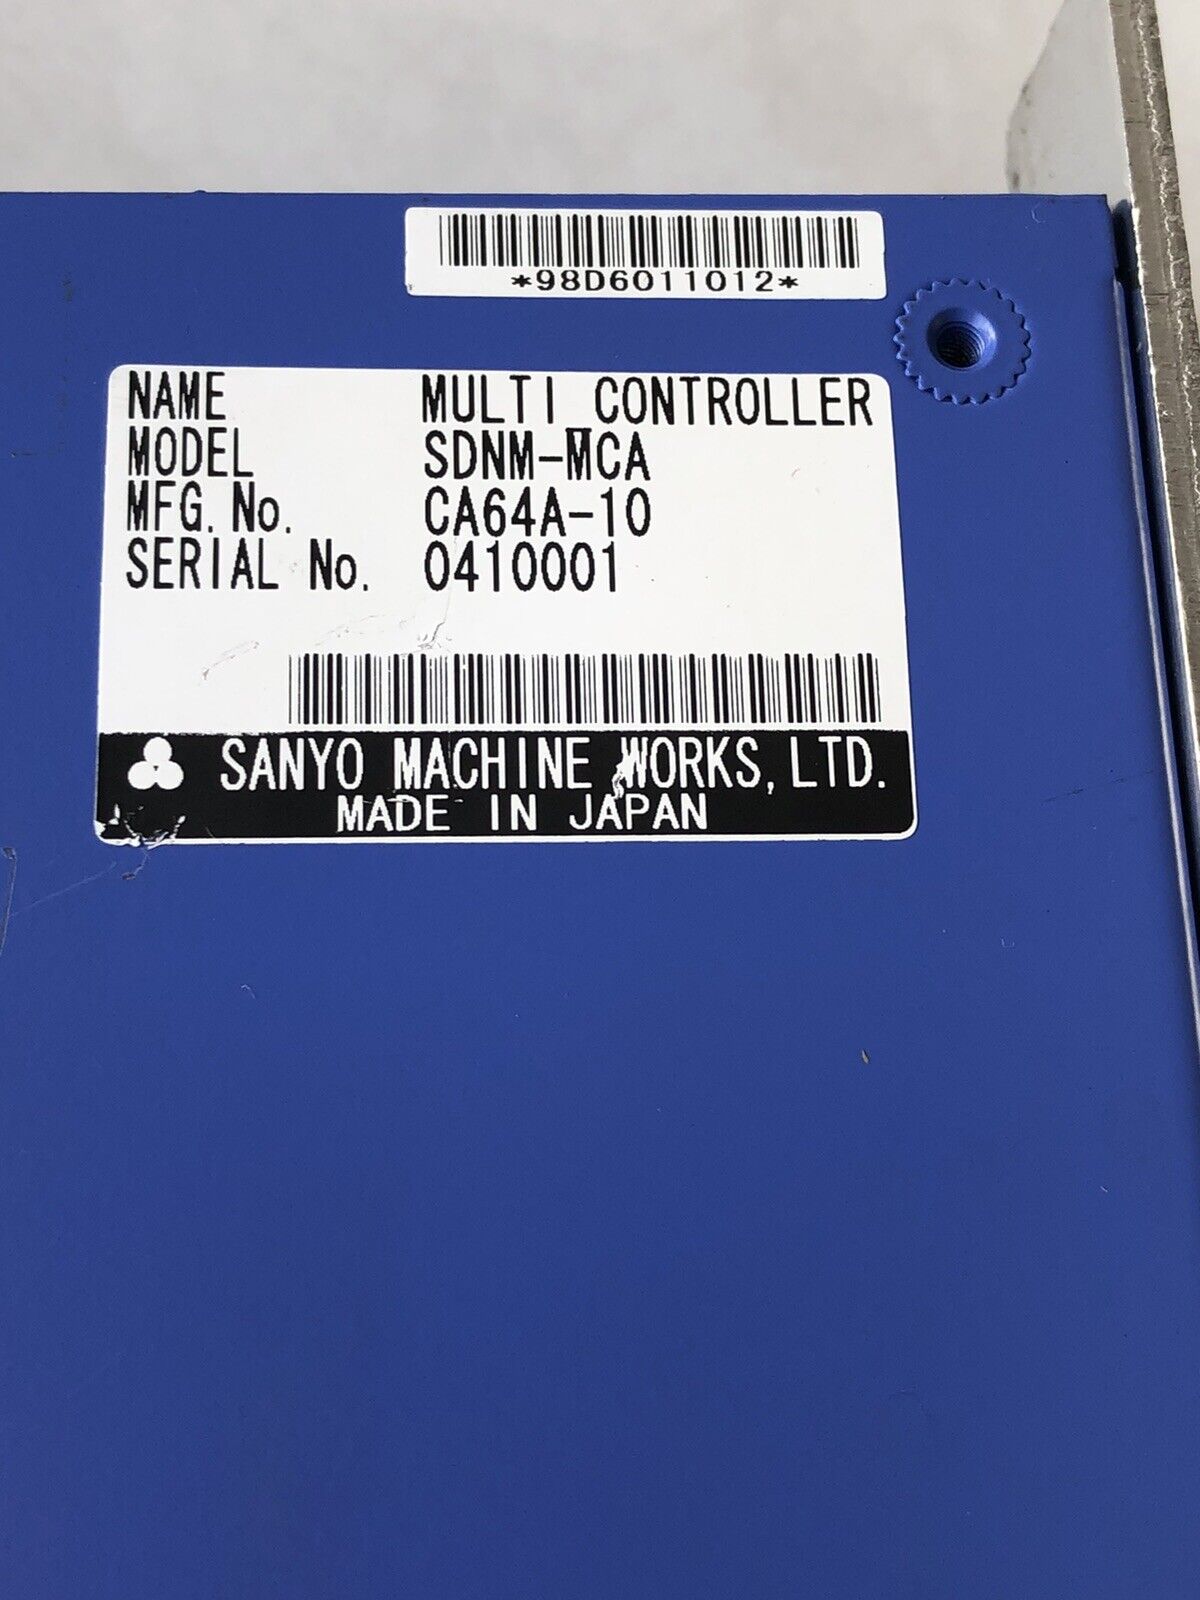 *98D6011012*
NAME MULTI CONTROLLER
MODEL SDNM-MCA
MFG. No. CA64A-10
SERIAL No. 0410001
SANYO MACHINE WORKS, LTD.
MADE IN JAPAN